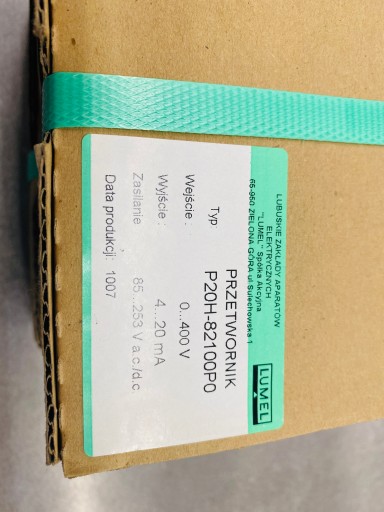 LUBUSKIE ZAKŁADY APARATÓW
ELEKTRYCZNYCH
"LUMEL" Spółka Akcyjna
65-950 ZIELONA GÓRA ul Sulechowska 1
LUMEL
PRZETWORNIK
Typ P20H-82100P0
Wejście : 0...400 V
Wyjście : 4...20 mA
Zasilanie 85...253 V a.c./d.c
Data produkcji: 1007